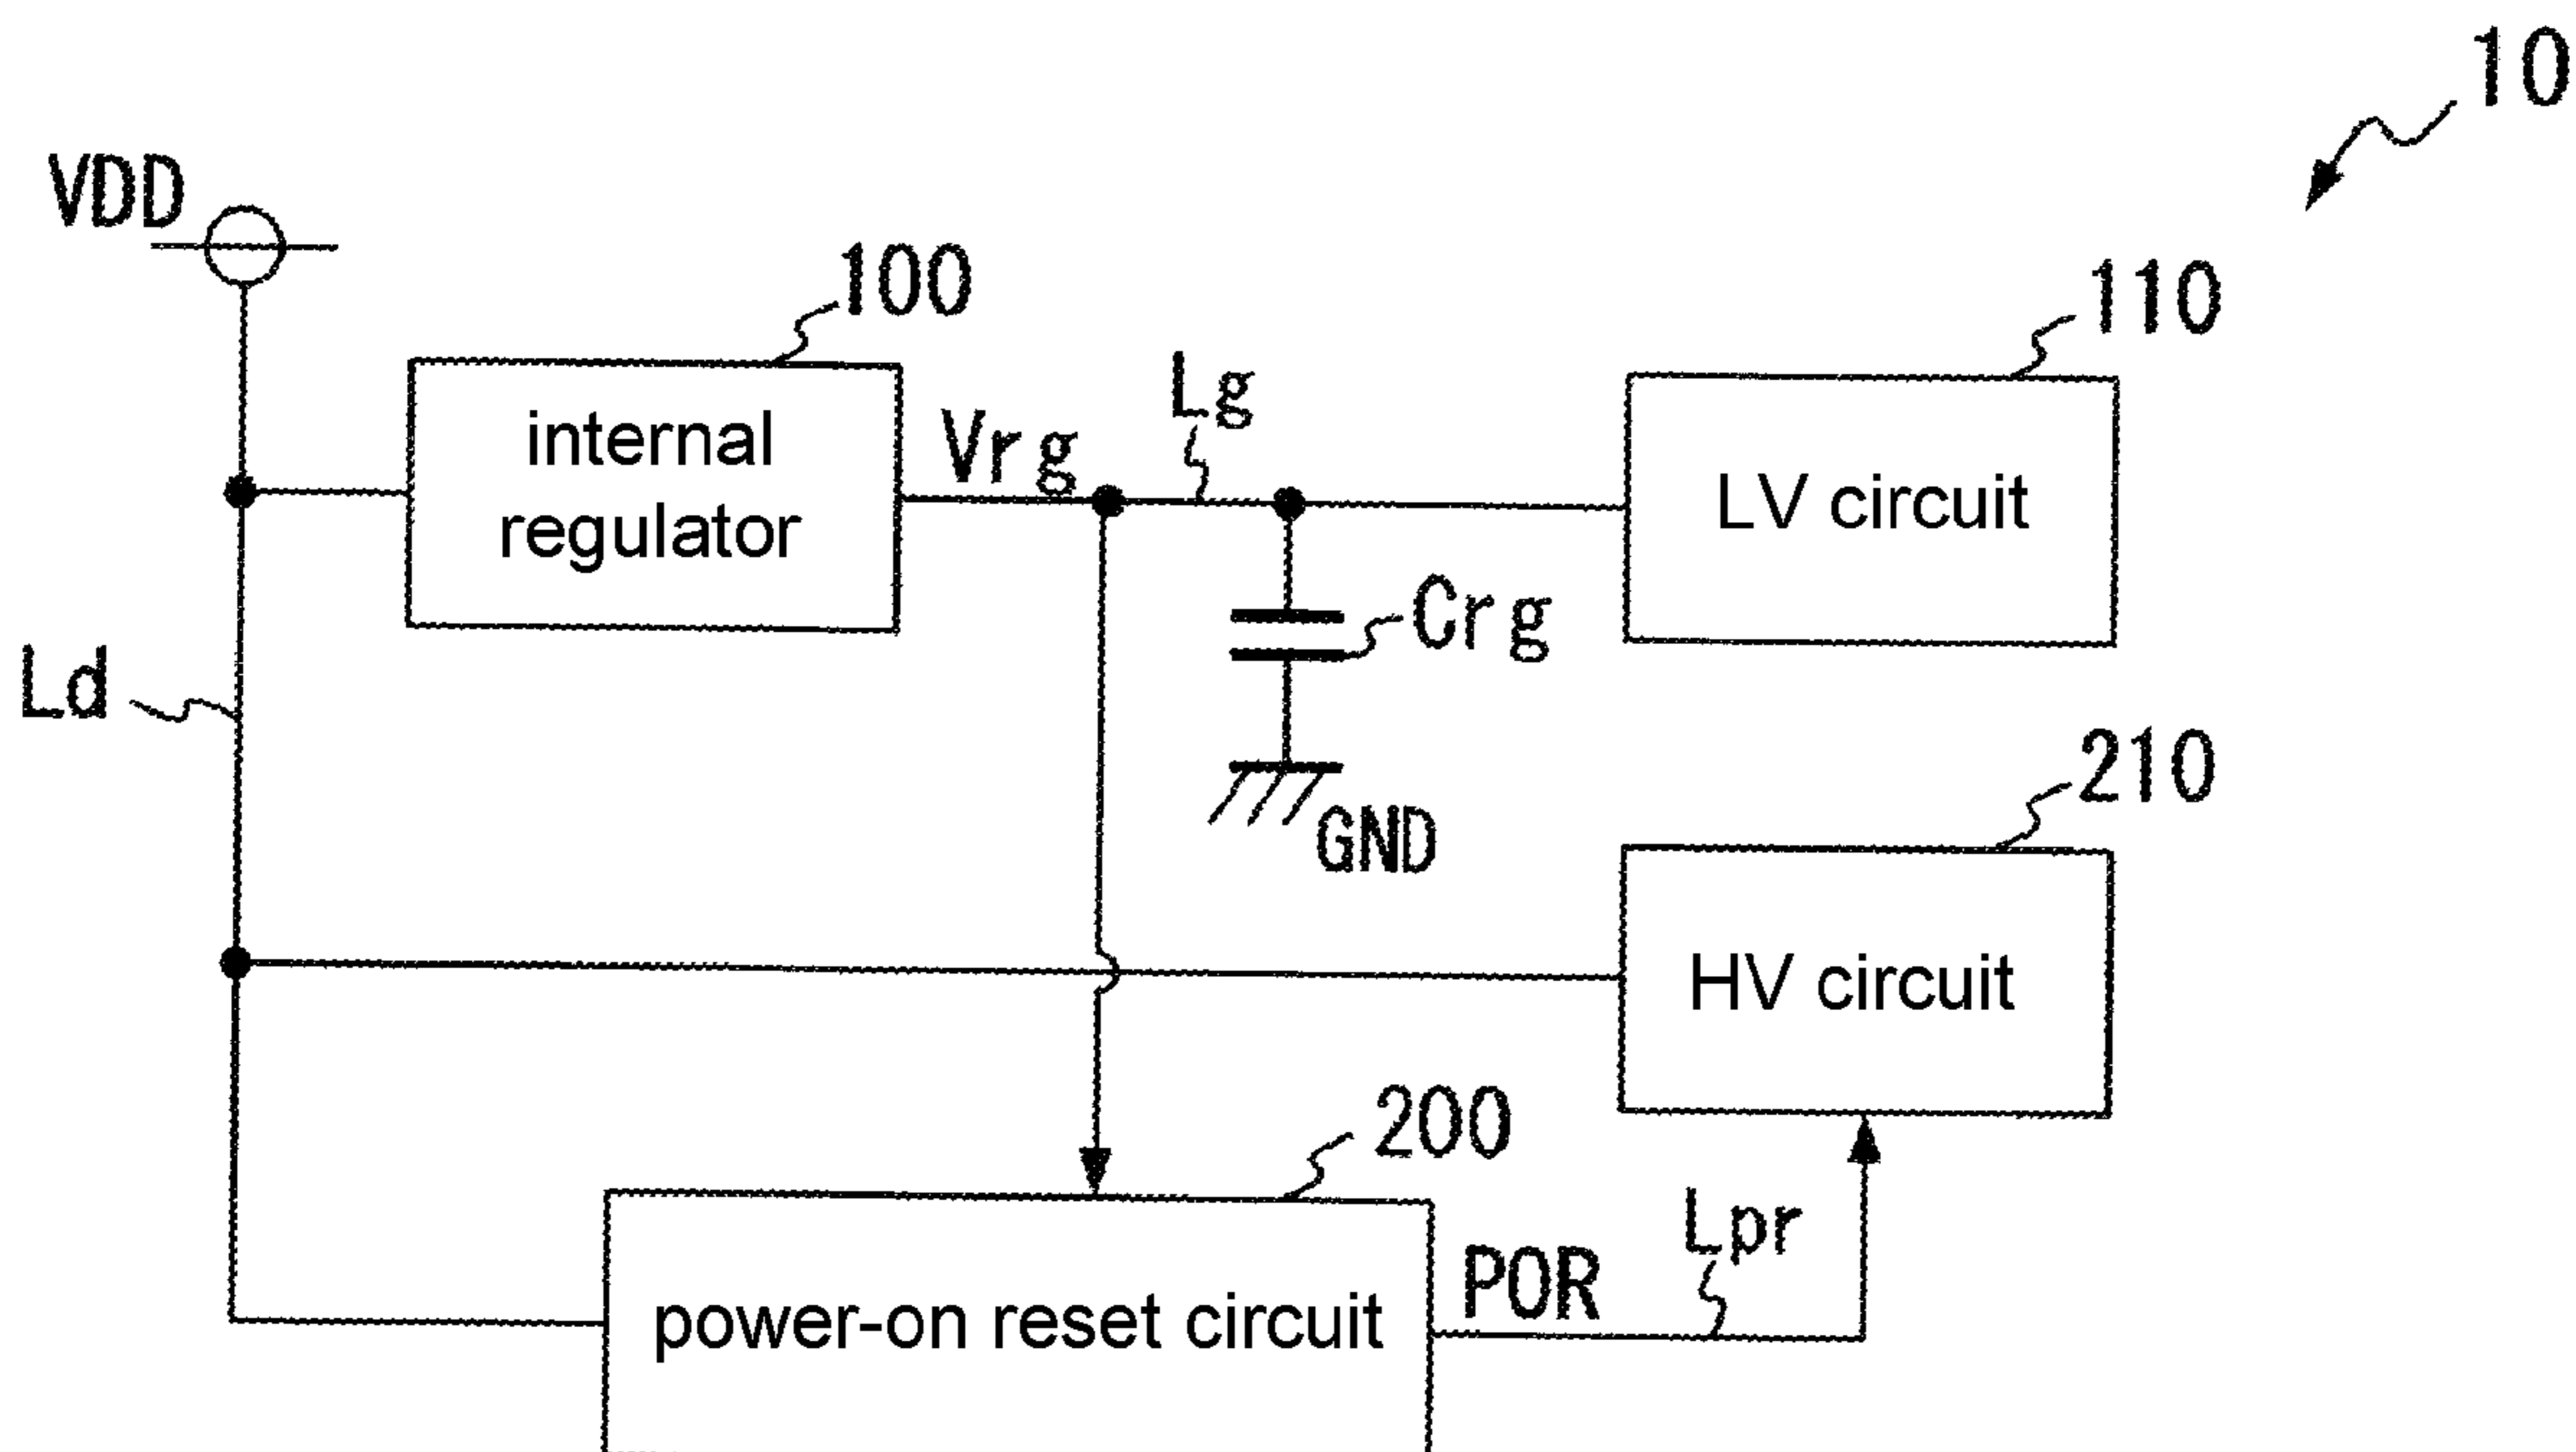 10
VDD
100
110
internal
regulator
Vrg
Lg
LV circuit
Crg
Ld
GND
210
HV circuit
200
power-on reset circuit
POR
Lpr